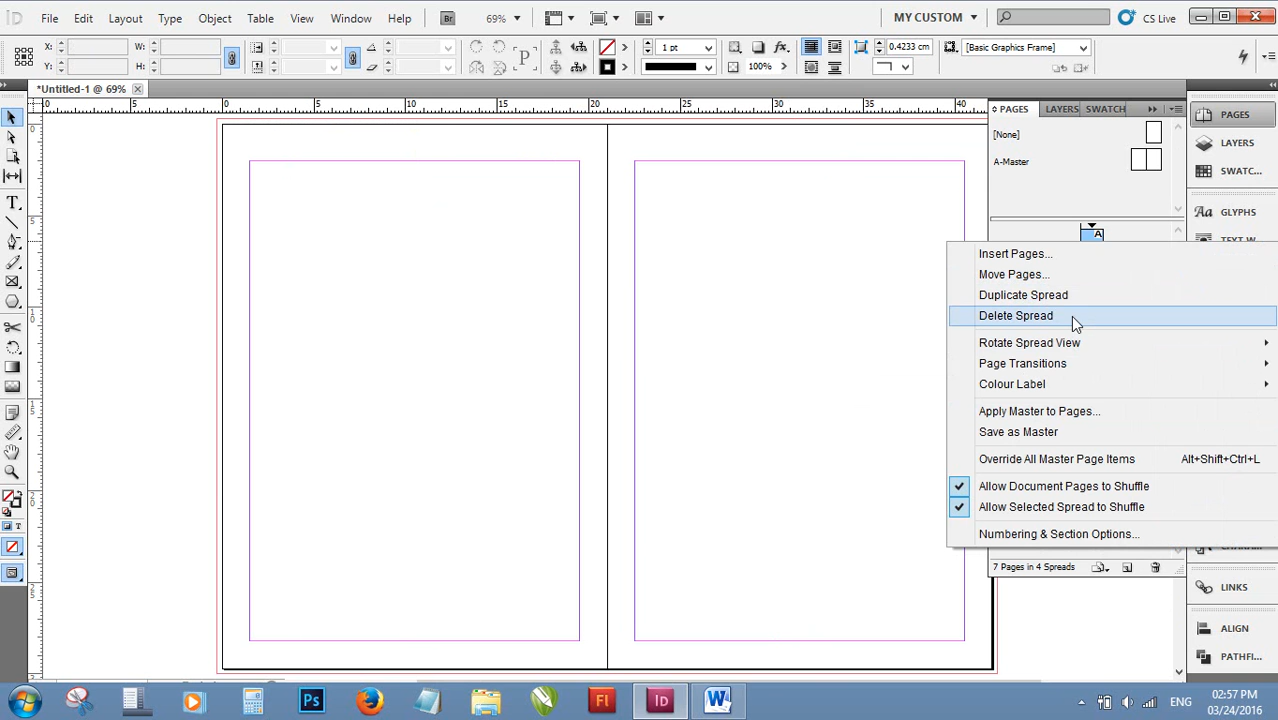 File Edit Layout Type Object Table View Window Help Br 69% MY CUSTOM CS Live
X: W: 1 pt 0.4233 cm [Basic Graphics Frame]
Y: H: 100%
*Untitled-1 @ 69%
0 5 10 15 20 25 30 35 40
PAGES LAYERS SWATCH
[None]
A-Master
A
PAGES
LAYERS
SWATC...
GLYPHS
Insert Pages...
Move Pages...
Duplicate Spread
Delete Spread
Rotate Spread View
Page Transitions
Colour Label
Apply Master to Pages...
Save as Master
Override All Master Page Items Alt+Shift+Ctrl+L
Allow Document Pages to Shuffle
Allow Selected Spread to Shuffle
Numbering & Section Options...
7 Pages in 4 Spreads
LINKS
ALIGN
PATHFI...
Ps Fl Id W ENG
02:57 PM
03/24/2016